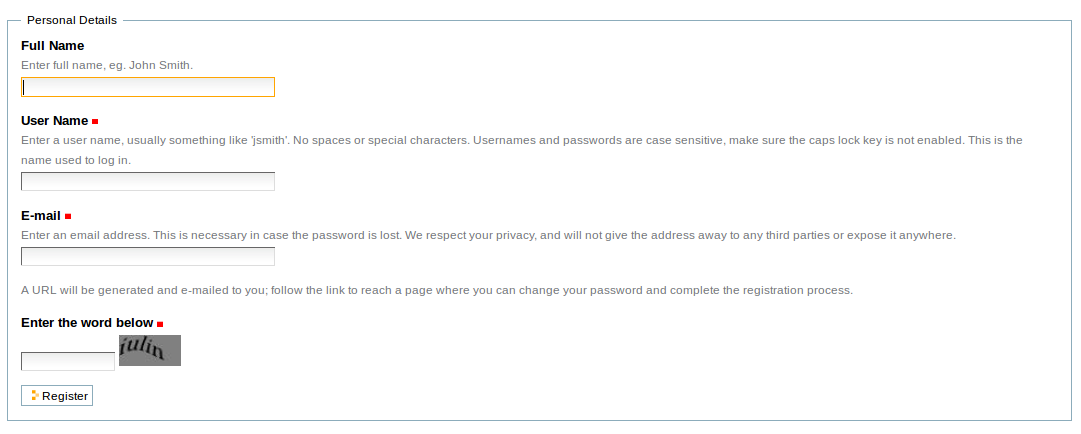 Personal Details
Full Name
Enter full name, eg. John Smith.
User Name
Enter a user name, usually something like 'jsmith'. No spaces or special characters. Usernames and passwords are case sensitive, make sure the caps lock key is not enabled. This is the
name used to log in.
E-mail
Enter an email address. This is necessary in case the password is lost. We respect your privacy, and will not give the address away to any third parties or expose it anywhere.
A URL will be generated and e-mailed to you; follow the link to reach a page where you can change your password and complete the registration process.
Enter the word below
iulin
Register